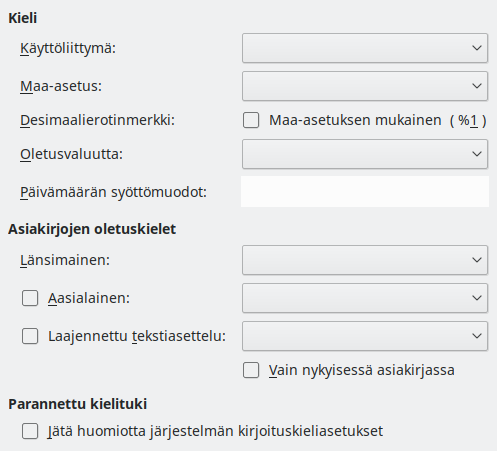 Kieli
Käyttöliittymä:
Maa-asetus:
Desimaalierotinmerkki: Maa-asetuksen mukainen ( %1 )
Oletusvaluutta:
Päivämäärän syöttömuodot:
Asiakirjojen oletuskielet
Länsimainen:
Aasialainen:
Laajennettu tekstiasettelu:
Vain nykyisessä asiakirjassa
Parannettu kielituki
Jätä huomiotta järjestelmän kirjoituskieliasetukset